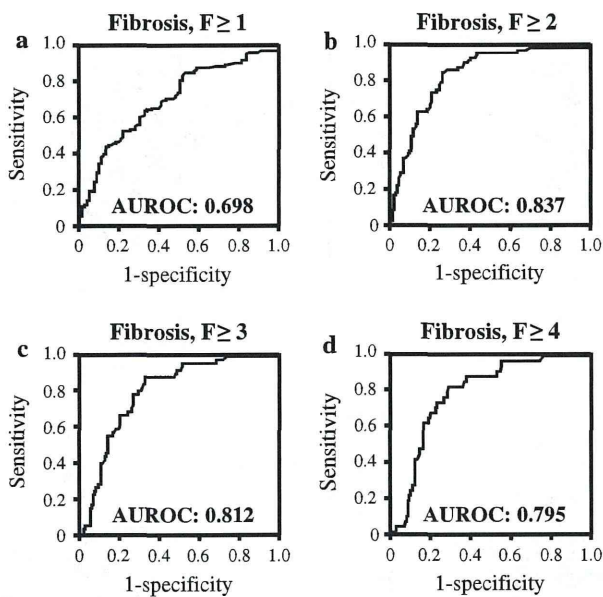 a Fibrosis, F ≥ 1
1.0
0.8
0.6
0.4
0.2
0
Sensitivity
AUROC: 0.698
0 0.2 0.4 0.6 0.8 1.0
1-specificity
b Fibrosis, F ≥ 2
1.0
0.8
0.6
0.4
0.2
0
Sensitivity
AUROC: 0.837
0 0.2 0.4 0.6 0.8 1.0
1-specificity
c Fibrosis, F ≥ 3
1.0
0.8
0.6
0.4
0.2
0
Sensitivity
AUROC: 0.812
0 0.2 0.4 0.6 0.8 1.0
1-specificity
d Fibrosis, F ≥ 4
1.0
0.8
0.6
0.4
0.2
0
Sensitivity
AUROC: 0.795
0 0.2 0.4 0.6 0.8 1.0
1-specificity